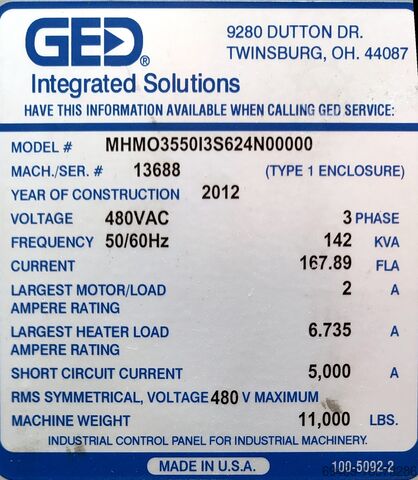 GED®
9280 DUTTON DR.
TWINSBURG, OH. 44087
Integrated Solutions
HAVE THIS INFORMATION AVAILABLE WHEN CALLING GED SERVICE:
MODEL # MHMO3550I3S624N00000
MACH./SER. # 13688 (TYPE 1 ENCLOSURE)
YEAR OF CONSTRUCTION 2012
VOLTAGE 480VAC 3 PHASE
FREQUENCY 50/60Hz 142 KVA
CURRENT 167.89 FLA
LARGEST MOTOR/LOAD 2 A
AMPERE RATING
LARGEST HEATER LOAD 6.735 A
AMPERE RATING
SHORT CIRCUIT CURRENT 5,000 A
RMS SYMMETRICAL, VOLTAGE 480 V MAXIMUM
MACHINE WEIGHT 11,000 LBS.
INDUSTRIAL CONTROL PANEL FOR INDUSTRIAL MACHINERY.
MADE IN U.S.A. 100-5092-2